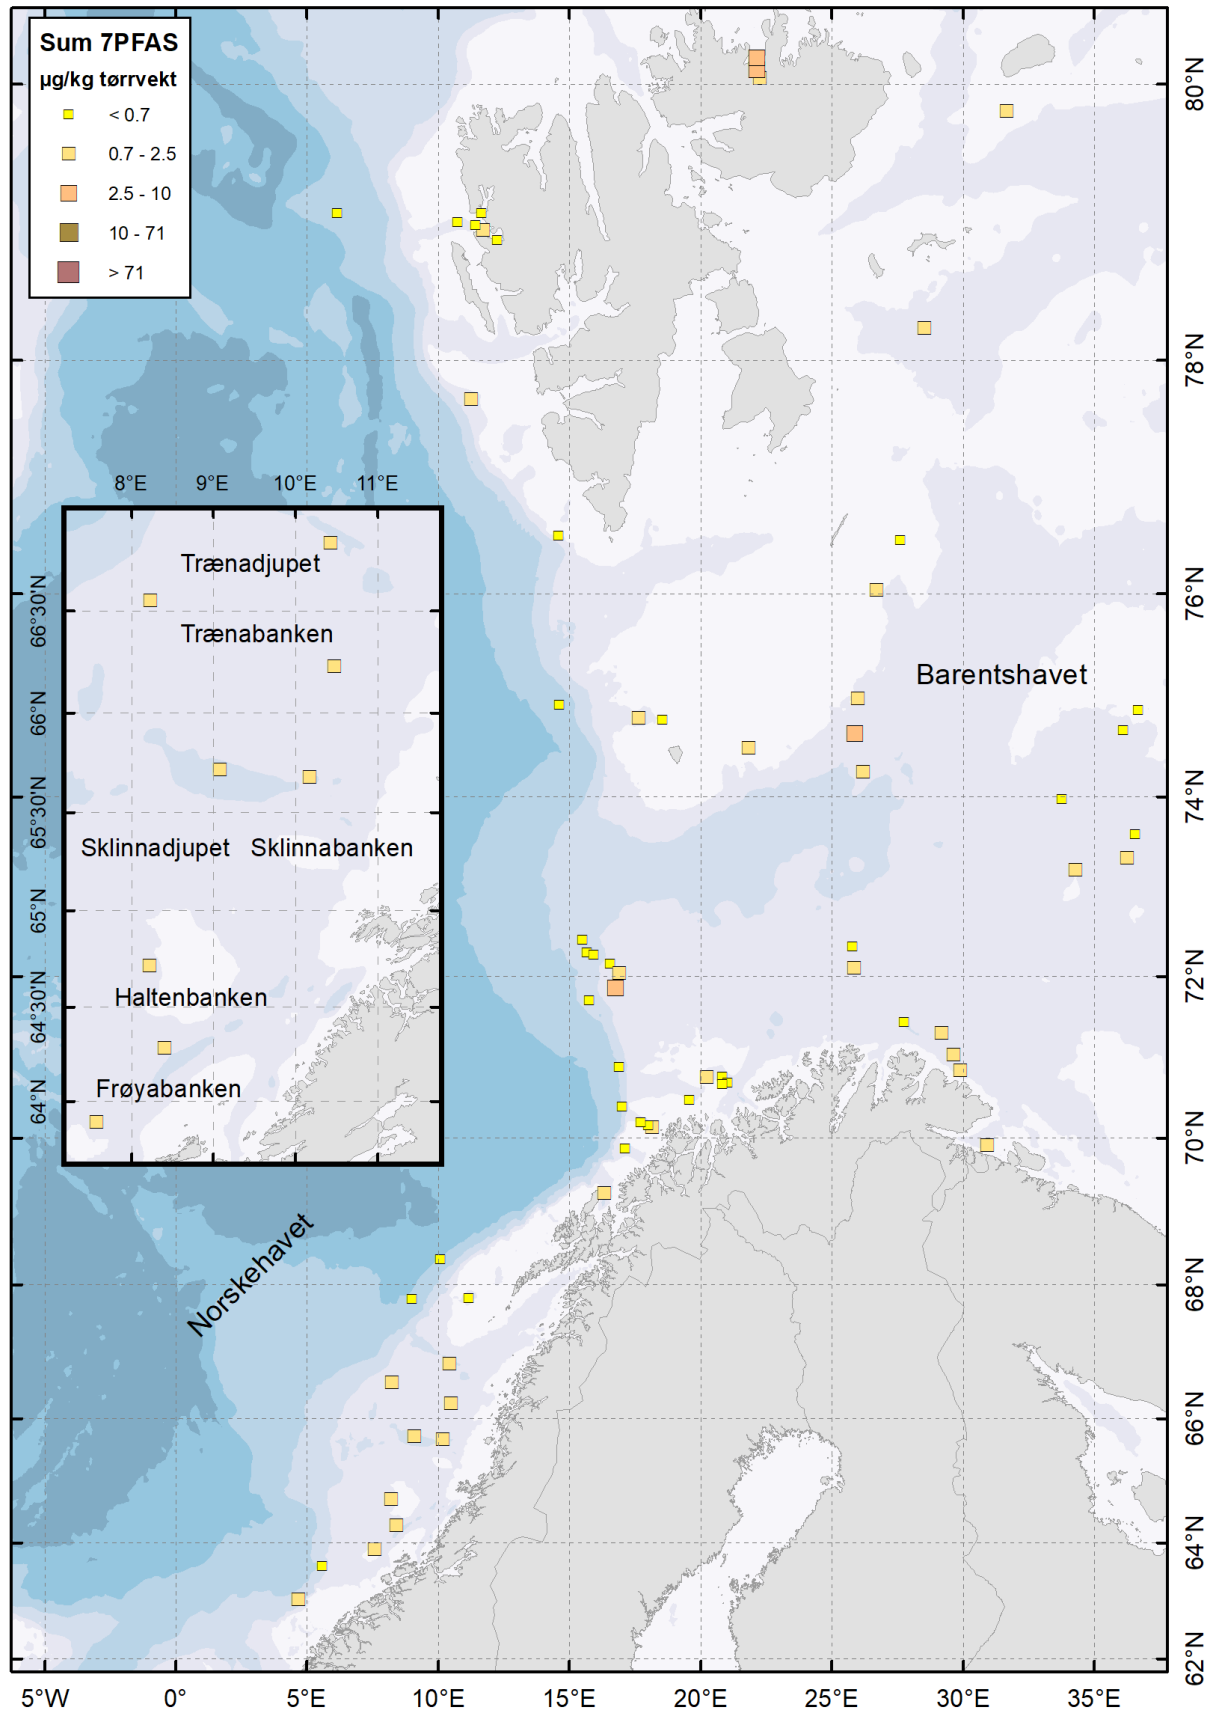 Sum 7PFAS
µg/kg tørrvekt
< 0.7
0.7 - 2.5
2.5 - 10
10 - 71
> 71
80°N
78°N
76°N
74°N
72°N
70°N
68°N
66°N
64°N
62°N
Barentshavet
Norskehavet
8°E 9°E 10°E 11°E
66°30'N
66°N
65°30'N
65°N
64°30'N
64°N
Trænadjupet
Trænabanken
Sklinnadjupet Sklinnabanken
Haltenbanken
Frøyabanken
5°W 0° 5°E 10°E 15°E 20°E 25°E 30°E 35°E